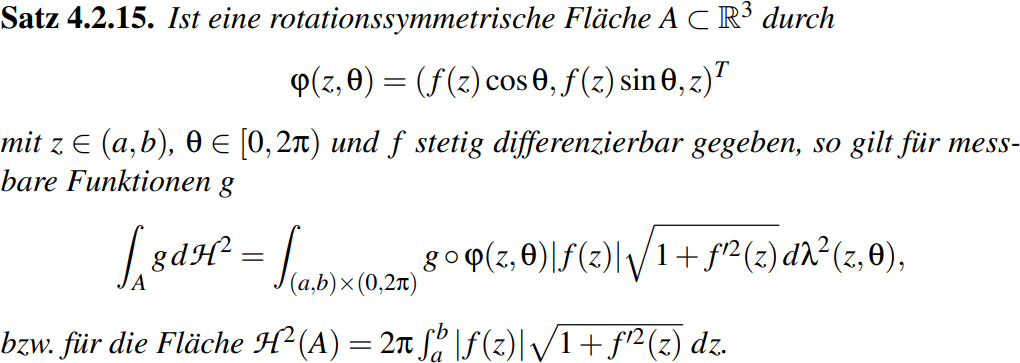 Satz 4.2.15. Ist eine rotationssymmetrische Fläche A ⊂ ℝ³ durch
φ(z,θ) = (f(z)cosθ, f(z)sinθ, z)ᵀ
mit z ∈ (a,b), θ ∈ [0,2π) und f stetig differenzierbar gegeben, so gilt für mess-
bare Funktionen g
∫_A g dℋ² = ∫_{(a,b)×(0,2π)} g∘φ(z,θ)|f(z)|√(1+f′²(z)) dλ²(z,θ),
bzw. für die Fläche ℋ²(A) = 2π∫_a^b |f(z)|√(1+f′²(z)) dz.